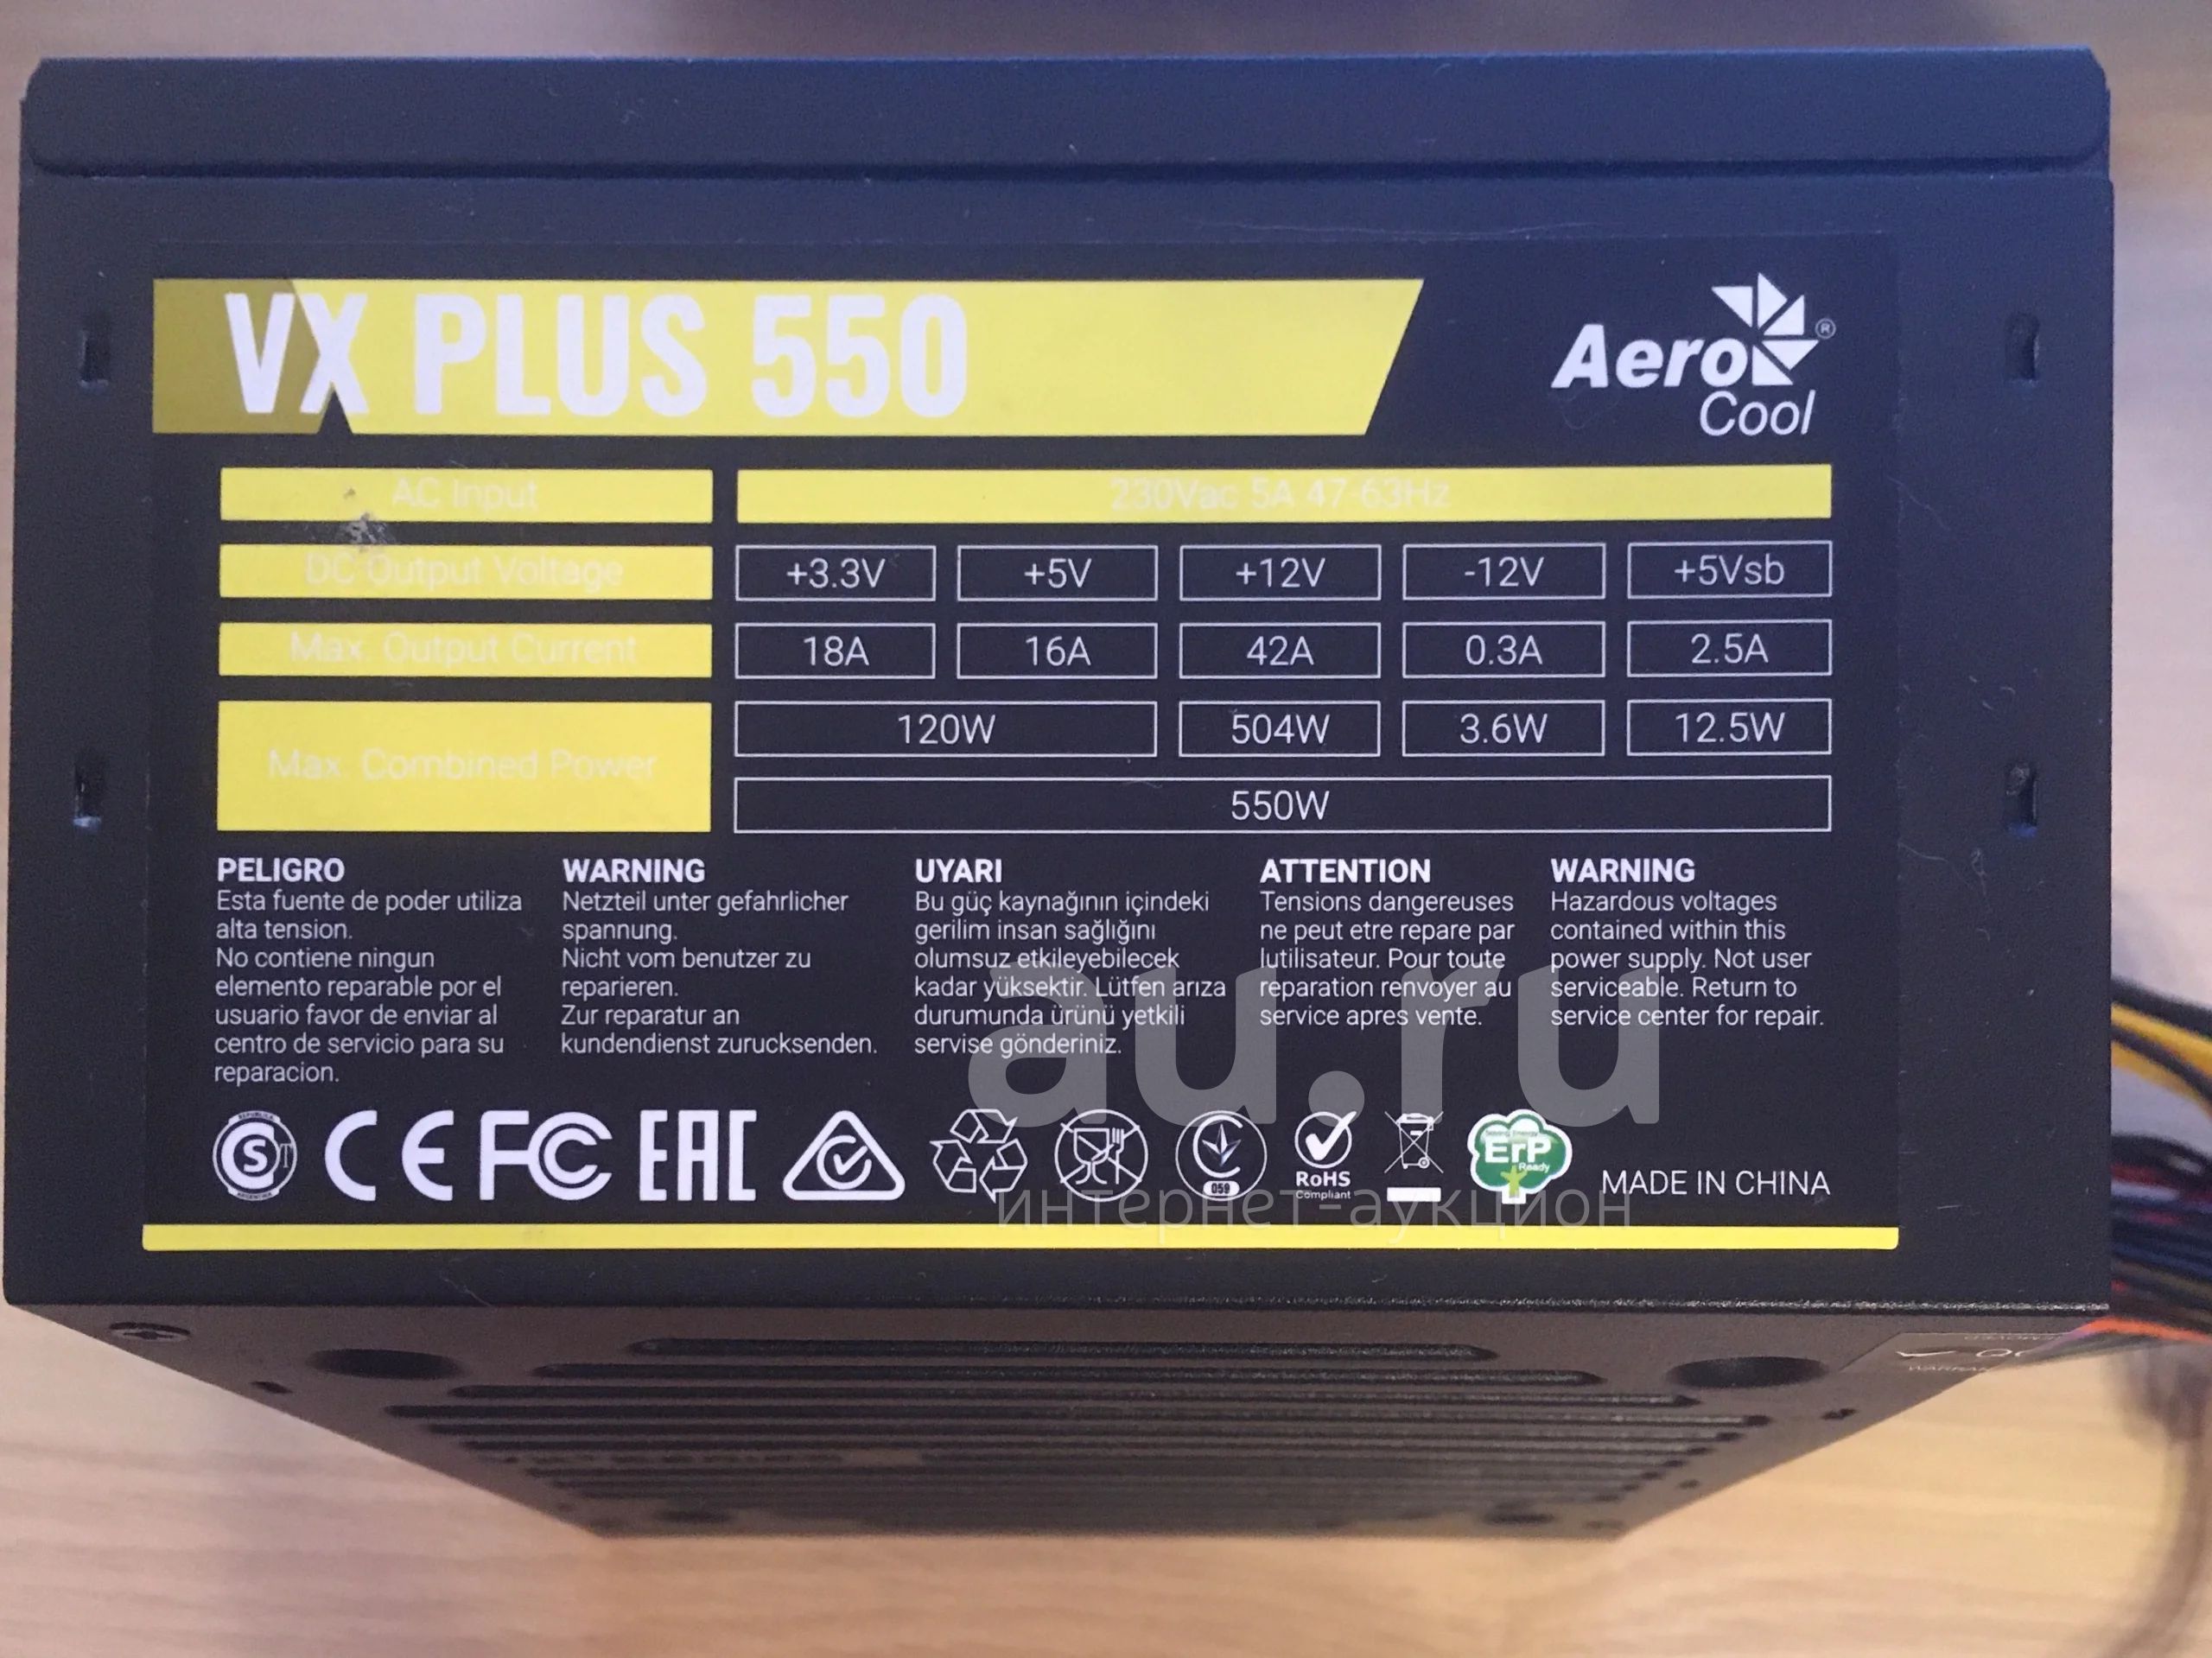 VX PLUS 550
Aero
Cool
®
AC Input
230Vac 5A 47-63Hz
DC Output Voltage
+3.3V
+5V
+12V
-12V
+5Vsb
Max. Output Current
18A
16A
42A
0.3A
2.5A
Max. Combined Power
120W
504W
3.6W
12.5W
550W
PELIGRO
Esta fuente de poder utiliza
alta tension.
No contiene ningun
elemento reparable por el
usuario favor de enviar al
centro de servicio para su
reparacion.
WARNING
Netzteil unter gefahrlicher
spannung.
Nicht vom benutzer zu
reparieren.
Zur reparatur an
kundendienst zurucksenden.
UYARI
Bu güç kaynağının içindeki
gerilim insan sağlığını
olumsuz etkileyebilecek
kadar yüksektir. Lütfen arıza
durumunda ürünü yetkili
servise gönderiniz.
ATTENTION
Tensions dangereuses
ne peut etre repare par
lutilisateur. Pour toute
reparation renvoyer au
service apres vente.
WARNING
Hazardous voltages
contained within this
power supply. Not user
serviceable. Return to
service center for repair.
au.ru
интернет-аукцион
S
CE
FC
EAC
059
RoHS
Compliant
ErP
Ready
MADE IN CHINA